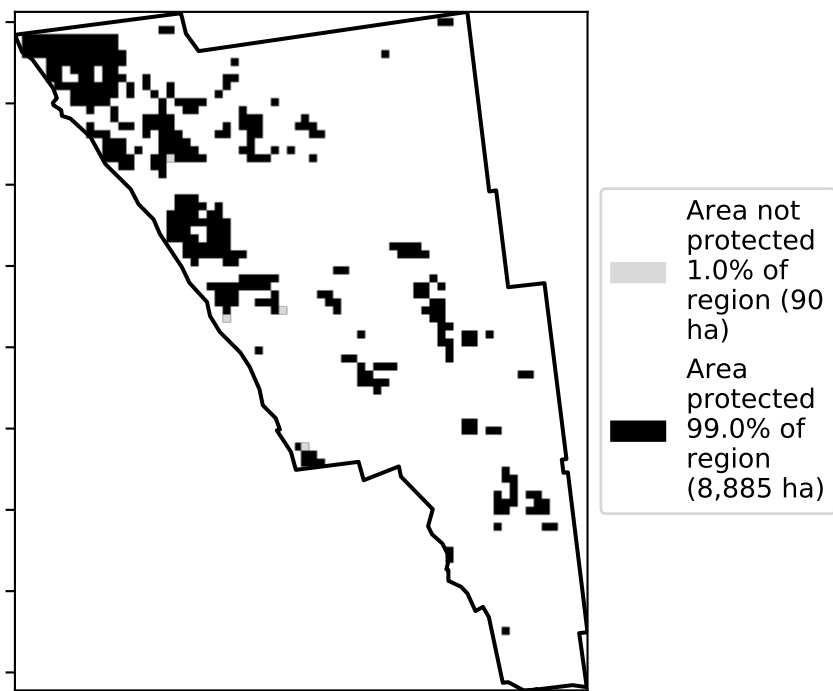 Area not
protected
1.0% of
region (90
ha)
Area
protected
99.0% of
region
(8,885 ha)